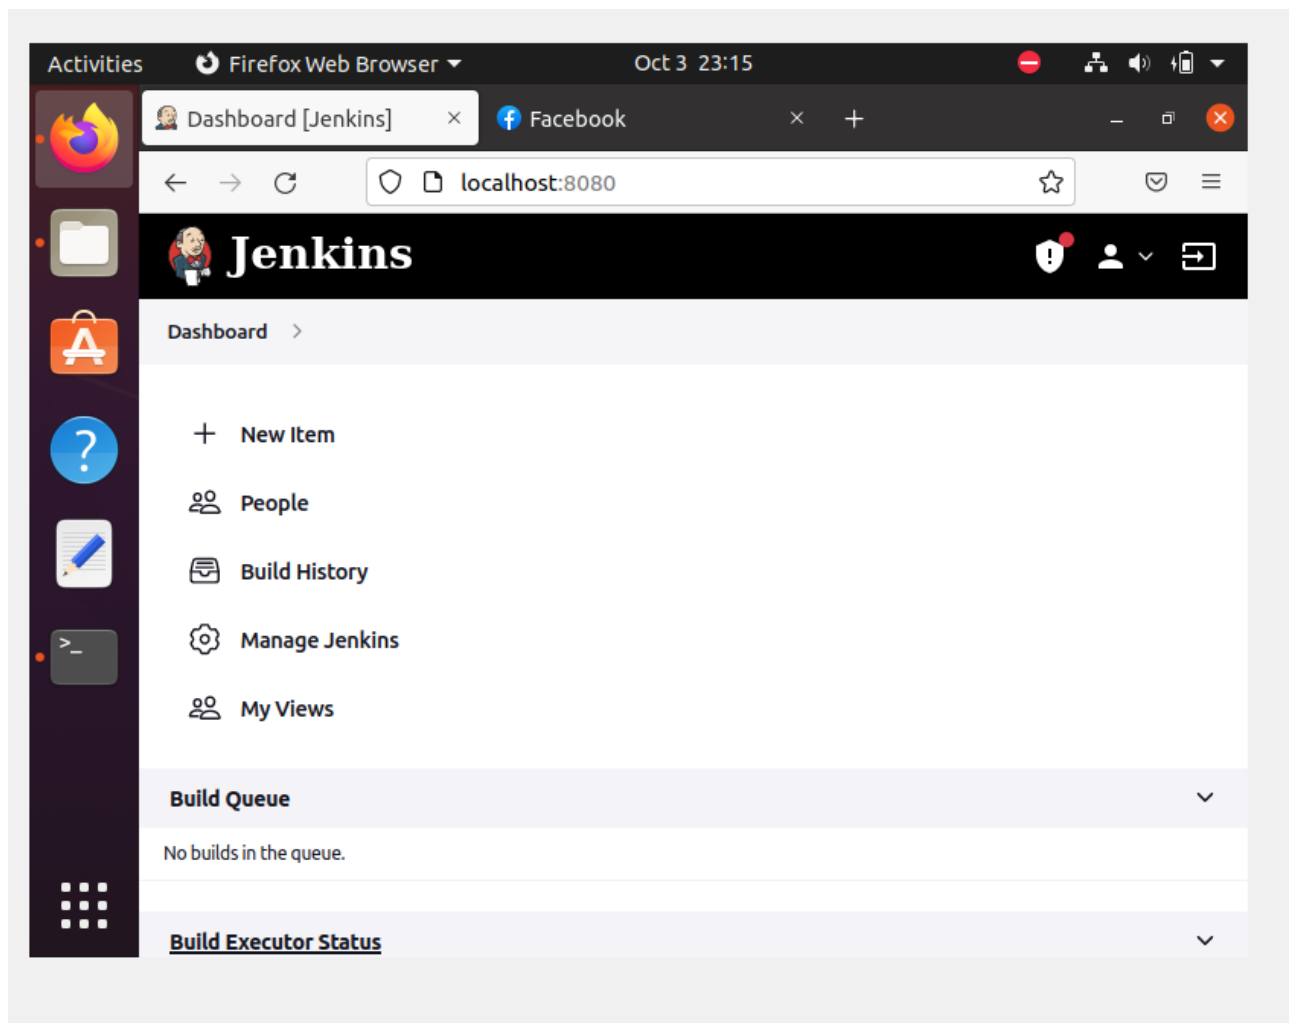 Activities Firefox Web Browser Oct 3 23:15
Dashboard [Jenkins] Facebook
localhost:8080
Jenkins
Dashboard
New Item
People
Build History
Manage Jenkins
My Views
Build Queue
No builds in the queue.
Build Executor Status